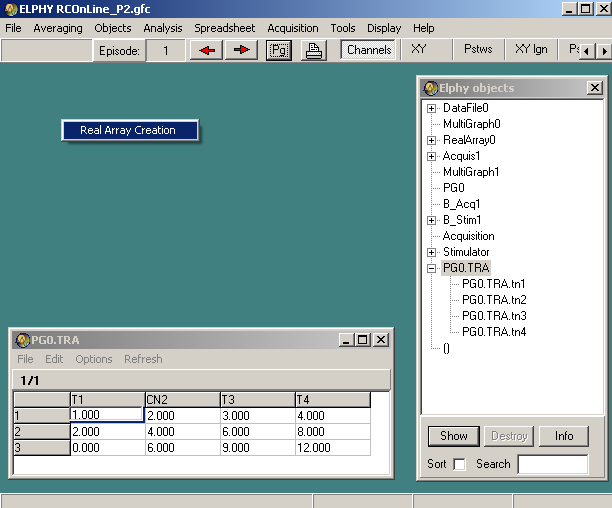 ELPHY RCOnLine_P2.gfc
File Averaging Objects Analysis Spreadsheet Acquisition Tools Display Help
Episode: 1 Pg Channels XY Pstws XY Ign Ps
Real Array Creation
Elphy objects
DataFile0
MultiGraph0
RealArray0
Acquis1
MultiGraph1
PG0
B_Acq1
B_Stim1
Acquisition
Stimulator
PG0.TRA
PG0.TRA.tn1
PG0.TRA.tn2
PG0.TRA.tn3
PG0.TRA.tn4
()
Show Destroy Info
Sort Search
PG0.TRA
File Edit Options Refresh
1/1
T1 CN2 T3 T4
1 1.000 2.000 3.000 4.000
2 2.000 4.000 6.000 8.000
3 0.000 6.000 9.000 12.000